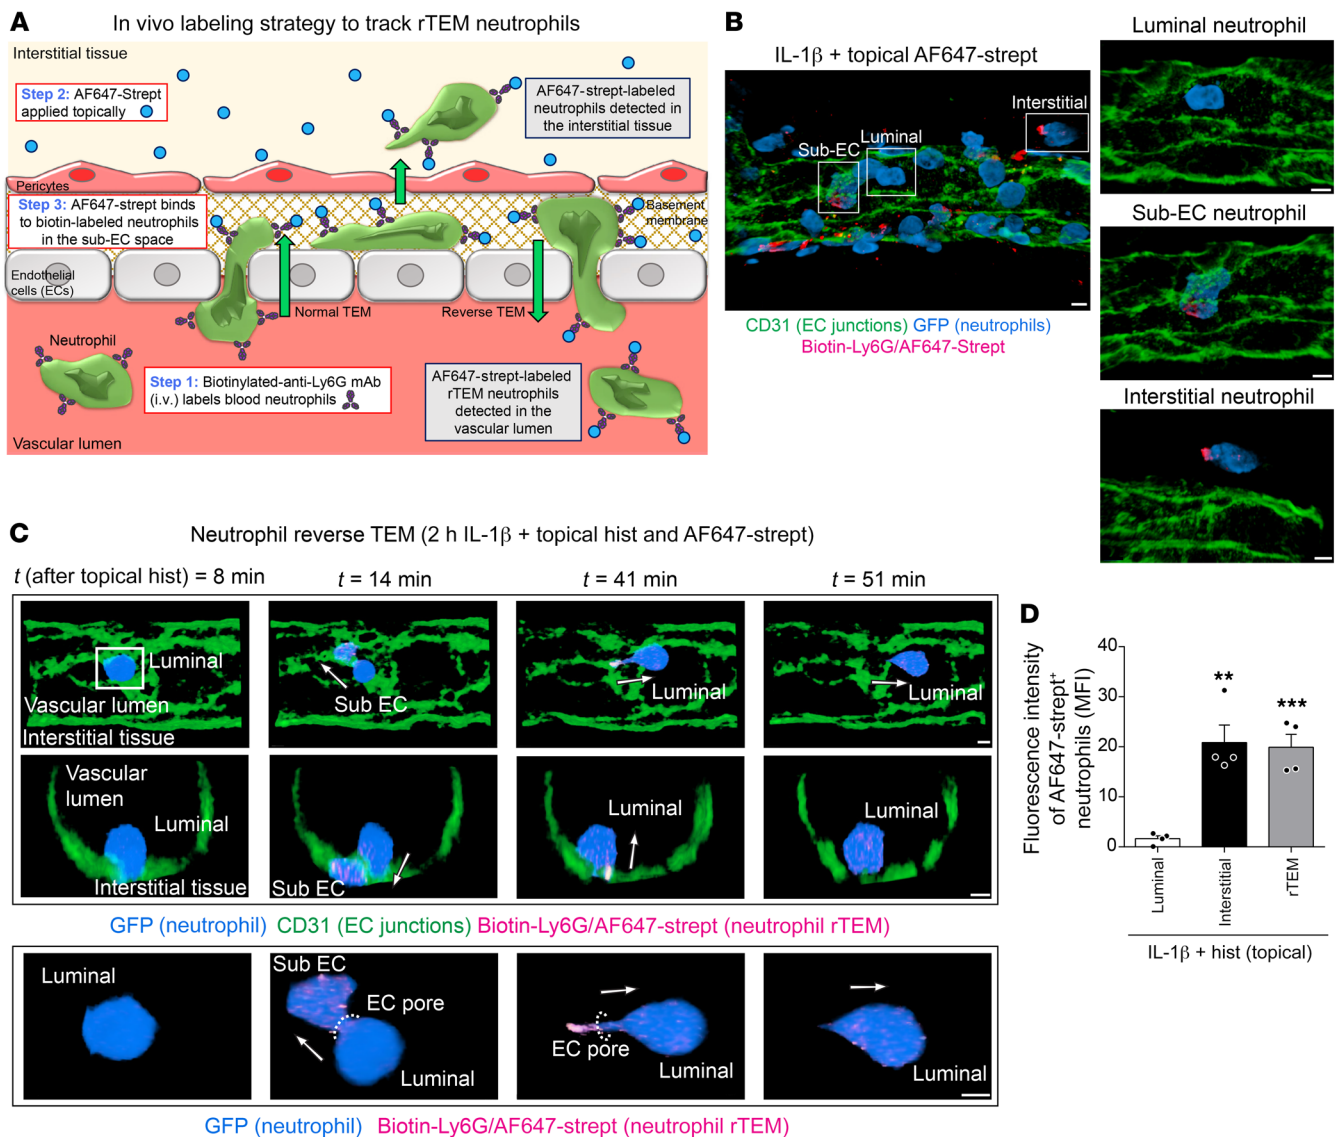 A
In vivo labeling strategy to track rTEM neutrophils
Interstitial tissue
Step 2: AF647-Strept
applied topically
AF647-strept-labeled
neutrophils detected in
the interstitial tissue
Pericytes
Step 3: AF647-strept binds
to biotin-labeled neutrophils
in the sub-EC space
Basement
membrane
Endothelial
cells (ECs)
Normal TEM
Reverse TEM
Neutrophil
Step 1: Biotinylated-anti-Ly6G mAb
(i.v.) labels blood neutrophils
AF647-strept-labeled
rTEM neutrophils
detected in the
vascular lumen
Vascular lumen
B
IL-1β + topical AF647-strept
Interstitial
Luminal
Sub-EC
CD31 (EC junctions) GFP (neutrophils)
Biotin-Ly6G/AF647-Strept
Luminal neutrophil
Sub-EC neutrophil
Interstitial neutrophil
C
Neutrophil reverse TEM (2 h IL-1β + topical hist and AF647-strept)
t (after topical hist) = 8 min
t = 14 min
t = 41 min
t = 51 min
Luminal
Vascular lumen
Interstitial tissue
Sub EC
Luminal
Luminal
Vascular
lumen
Luminal
Interstitial tissue
Sub EC
Luminal
Luminal
GFP (neutrophil) CD31 (EC junctions) Biotin-Ly6G/AF647-strept (neutrophil rTEM)
Luminal
Sub EC
EC pore
Luminal
EC pore
Luminal
Luminal
GFP (neutrophil) Biotin-Ly6G/AF647-strept (neutrophil rTEM)
D
Fluorescence intensity
of AF647-strept+
neutrophils (MFI)
40
30
20
10
0
**
***
Luminal
Interstitial
rTEM
IL-1β + hist (topical)